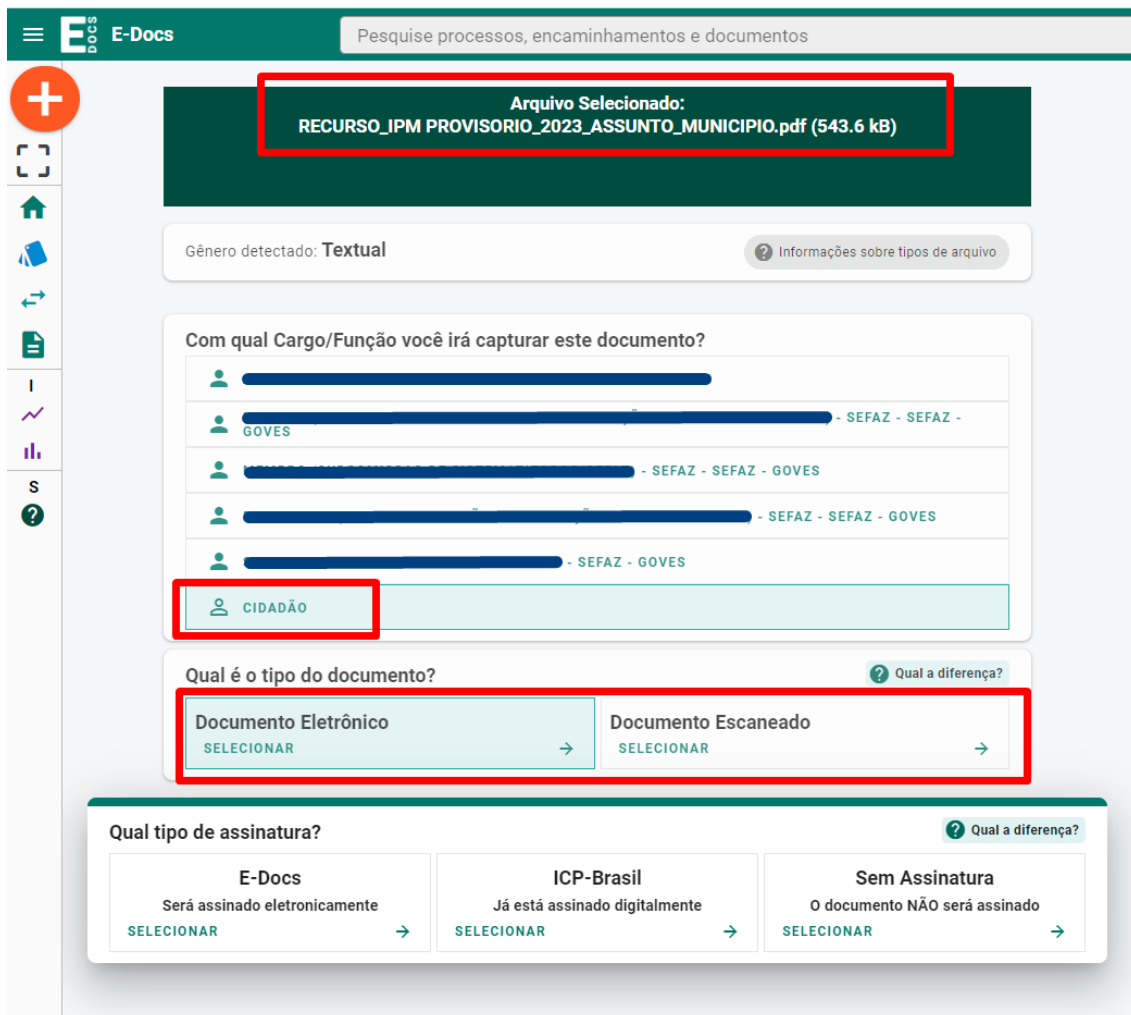 E DOCS E-Docs Pesquise processos, encaminhamentos e documentos
Arquivo Selecionado:
RECURSO_IPM PROVISORIO_2023_ASSUNTO_MUNICIPIO.pdf (543.6 kB)
Gênero detectado: Textual
Informações sobre tipos de arquivo
Com qual Cargo/Função você irá capturar este documento?
- SEFAZ - SEFAZ -
GOVES
- SEFAZ - SEFAZ - GOVES
- SEFAZ - SEFAZ - GOVES
- SEFAZ - GOVES
CIDADÃO
I
S
Qual é o tipo do documento?
Qual a diferença?
Documento Eletrônico
SELECIONAR
Documento Escaneado
SELECIONAR
Qual tipo de assinatura?
Qual a diferença?
E-Docs
Será assinado eletronicamente
SELECIONAR
ICP-Brasil
Já está assinado digitalmente
SELECIONAR
Sem Assinatura
O documento NÃO será assinado
SELECIONAR